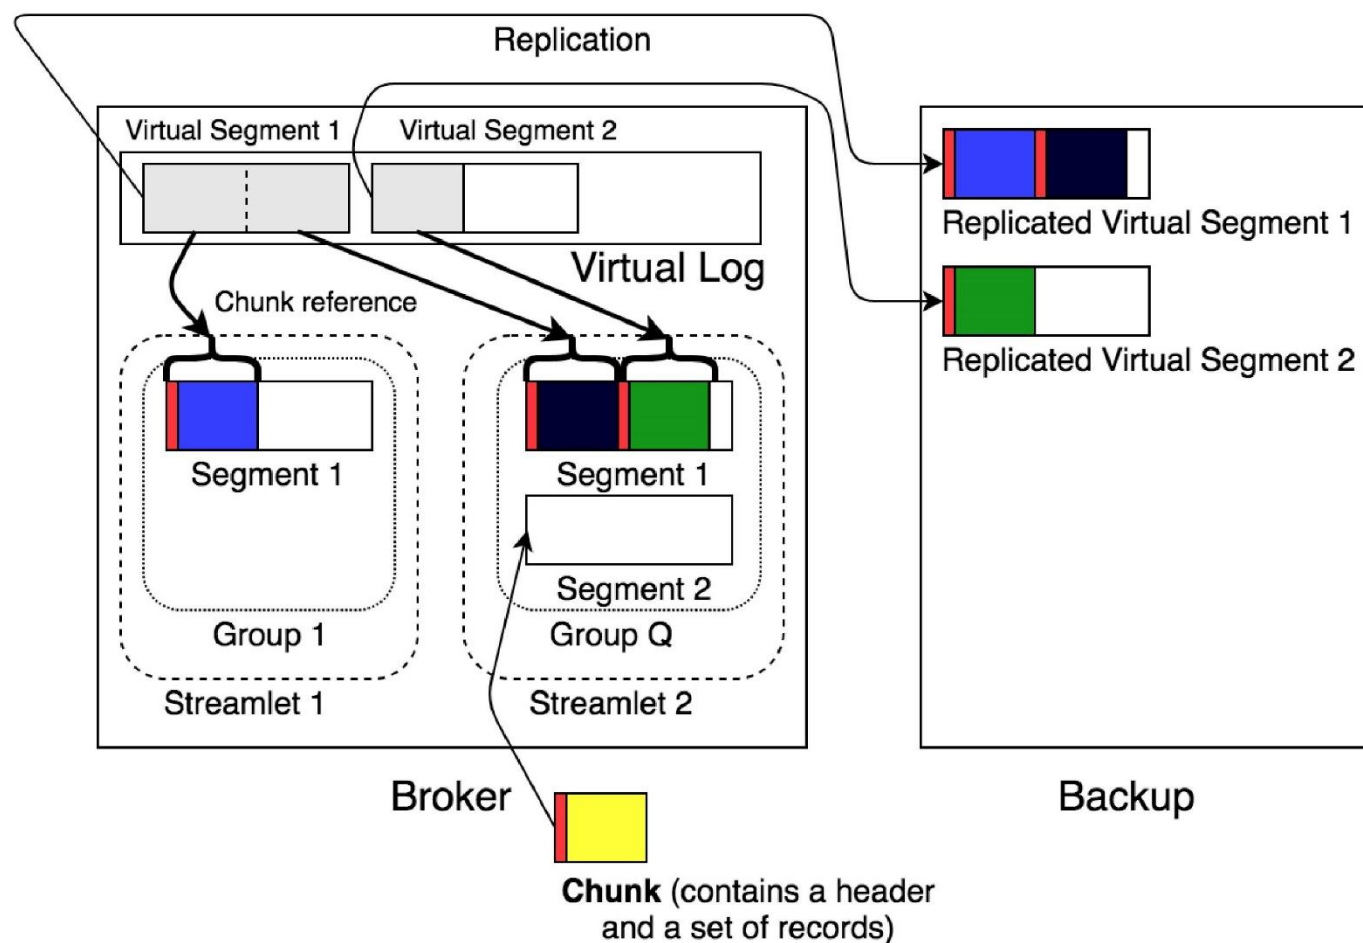 Replication
Virtual Segment 1
Virtual Segment 2
Virtual Log
Chunk reference
Segment 1
Group 1
Streamlet 1
Segment 1
Segment 2
Group Q
Streamlet 2
Broker
Replicated Virtual Segment 1
Replicated Virtual Segment 2
Backup
Chunk (contains a header
and a set of records)